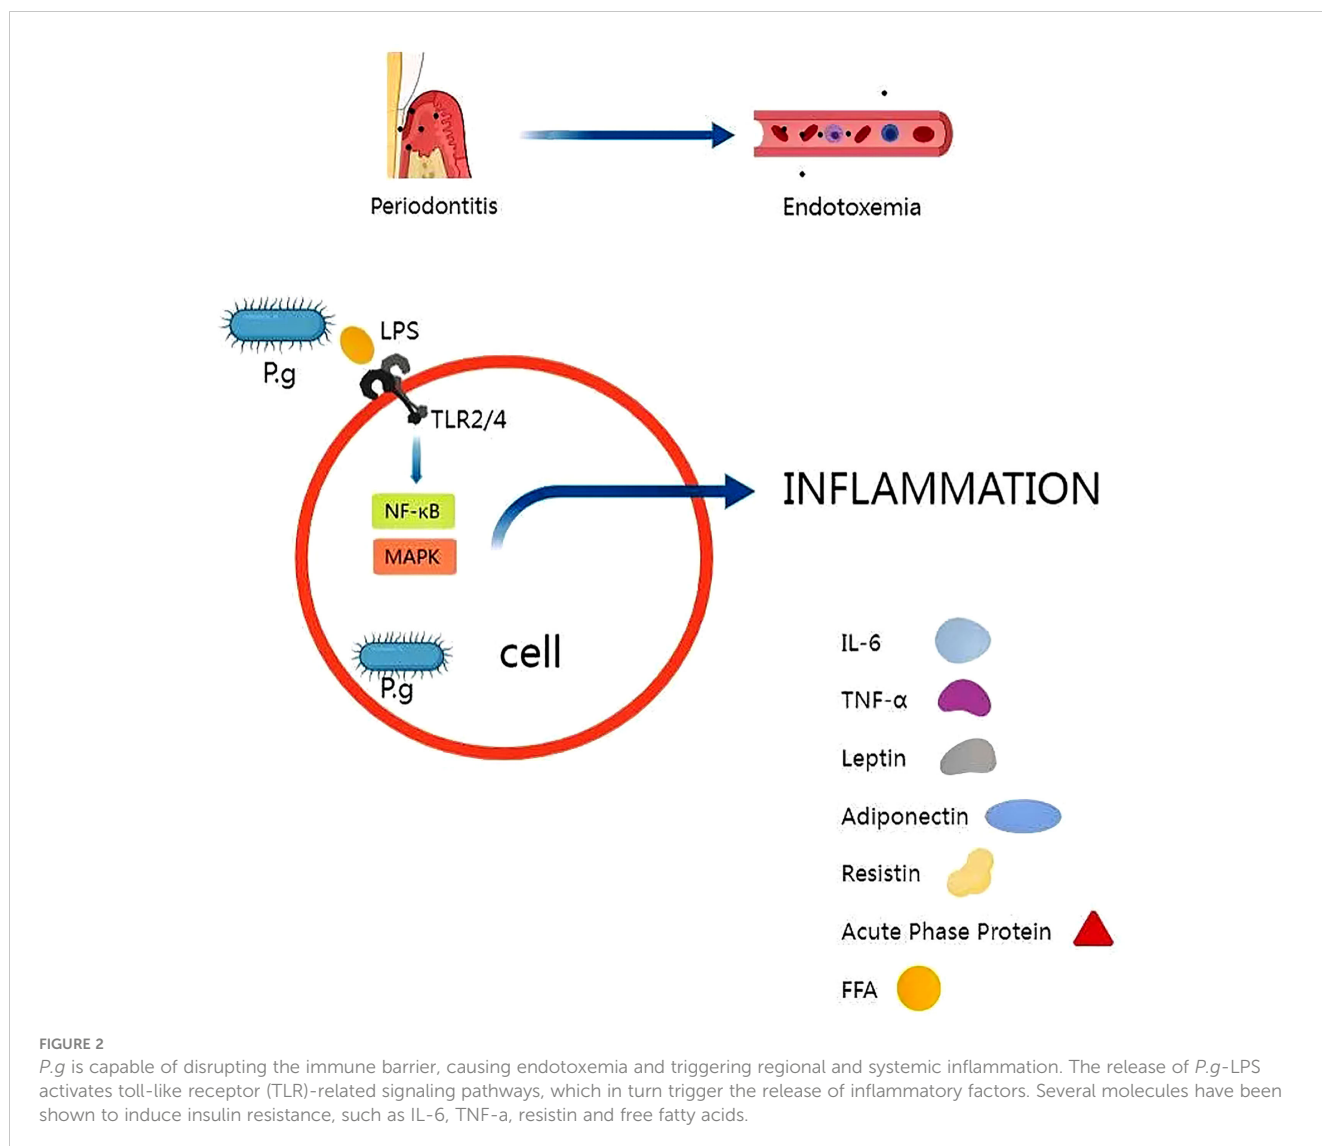 Periodontitis
Endotoxemia
LPS
P.g
TLR2/4
NF-κB
MAPK
INFLAMMATION
P.g
cell
IL-6
TNF-α
Leptin
Adiponectin
Resistin
Acute Phase Protein
FFA
FIGURE 2
P.g is capable of disrupting the immune barrier, causing endotoxemia and triggering regional and systemic inflammation. The release of P.g-LPS
activates toll-like receptor (TLR)-related signaling pathways, which in turn trigger the release of inflammatory factors. Several molecules have been
shown to induce insulin resistance, such as IL-6, TNF-a, resistin and free fatty acids.